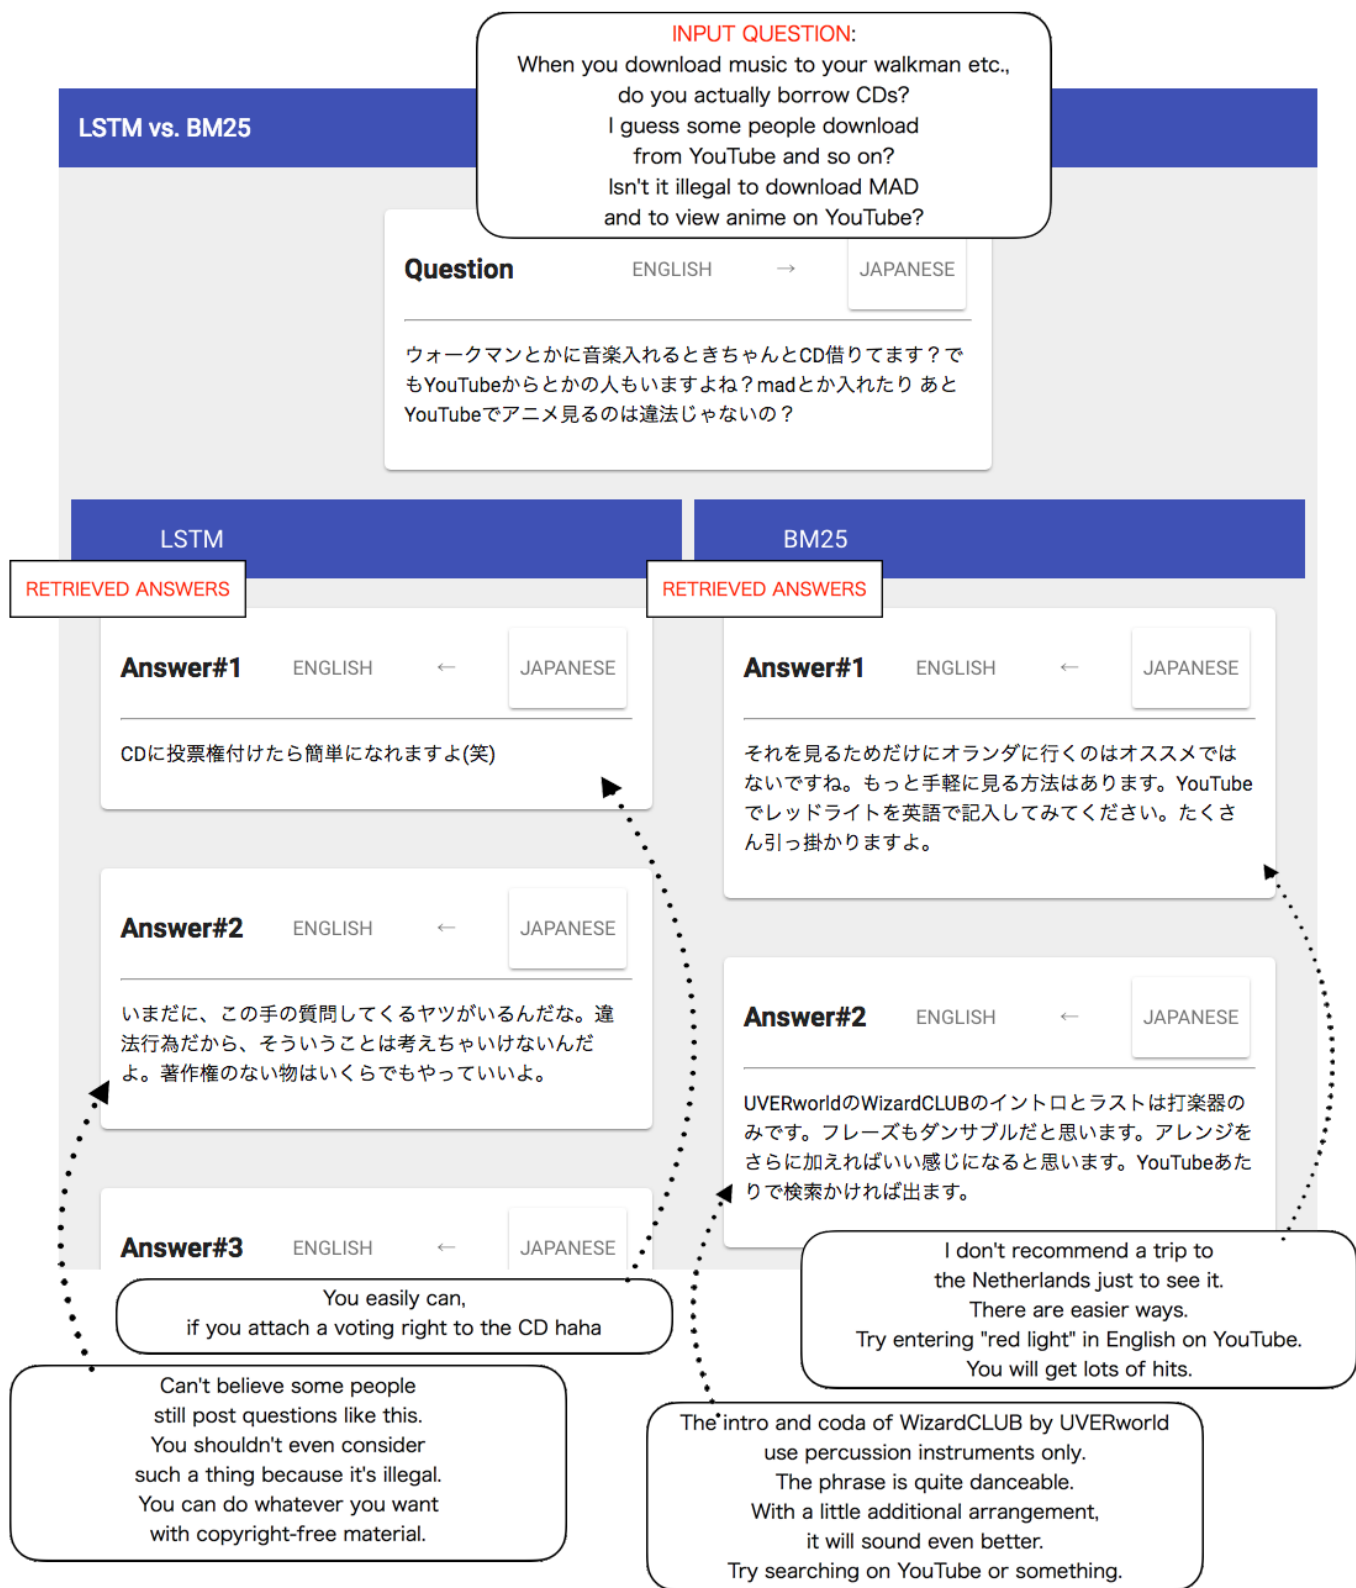 INPUT QUESTION:
When you download music to your walkman etc.,
do you actually borrow CDs?
I guess some people download
from YouTube and so on?
Isn't it illegal to download MAD
and to view anime on YouTube?
LSTM vs. BM25
Question ENGLISH → JAPANESE
ウォークマンとかに音楽入れるときちゃんとCD借りてます？で
もYouTubeからとかの人もいますよね？madとか入れたり あと
YouTubeでアニメ見るのは違法じゃないの？
LSTM
RETRIEVED ANSWERS
Answer#1 ENGLISH ← JAPANESE
CDに投票権付けたら簡単になれますよ(笑)
Answer#2 ENGLISH ← JAPANESE
いまだに、この手の質問してくるヤツがいるんだな。違
法行為だから、そういうことは考えちゃいけないんだ
よ。著作権のない物はいくらでもやっていいよ。
Answer#3 ENGLISH ← JAPANESE
You easily can,
if you attach a voting right to the CD haha
Can't believe some people
still post questions like this.
You shouldn't even consider
such a thing because it's illegal.
You can do whatever you want
with copyright-free material.
BM25
RETRIEVED ANSWERS
Answer#1 ENGLISH ← JAPANESE
それを見るためだけにオランダに行くのはオススメでは
ないですね。もっと手軽に見る方法はあります。YouTube
でレッドライトを英語で記入してみてください。たくさ
ん引っ掛かりますよ。
Answer#2 ENGLISH ← JAPANESE
UVERworldのWizardCLUBのイントロとラストは打楽器の
みです。フレーズもダンサブルだと思います。アレンジを
さらに加えればいい感じになると思います。YouTubeあた
りで検索かければ出ます。
I don't recommend a trip to
the Netherlands just to see it.
There are easier ways.
Try entering "red light" in English on YouTube.
You will get lots of hits.
The intro and coda of WizardCLUB by UVERworld
use percussion instruments only.
The phrase is quite danceable.
With a little additional arrangement,
it will sound even better.
Try searching on YouTube or something.